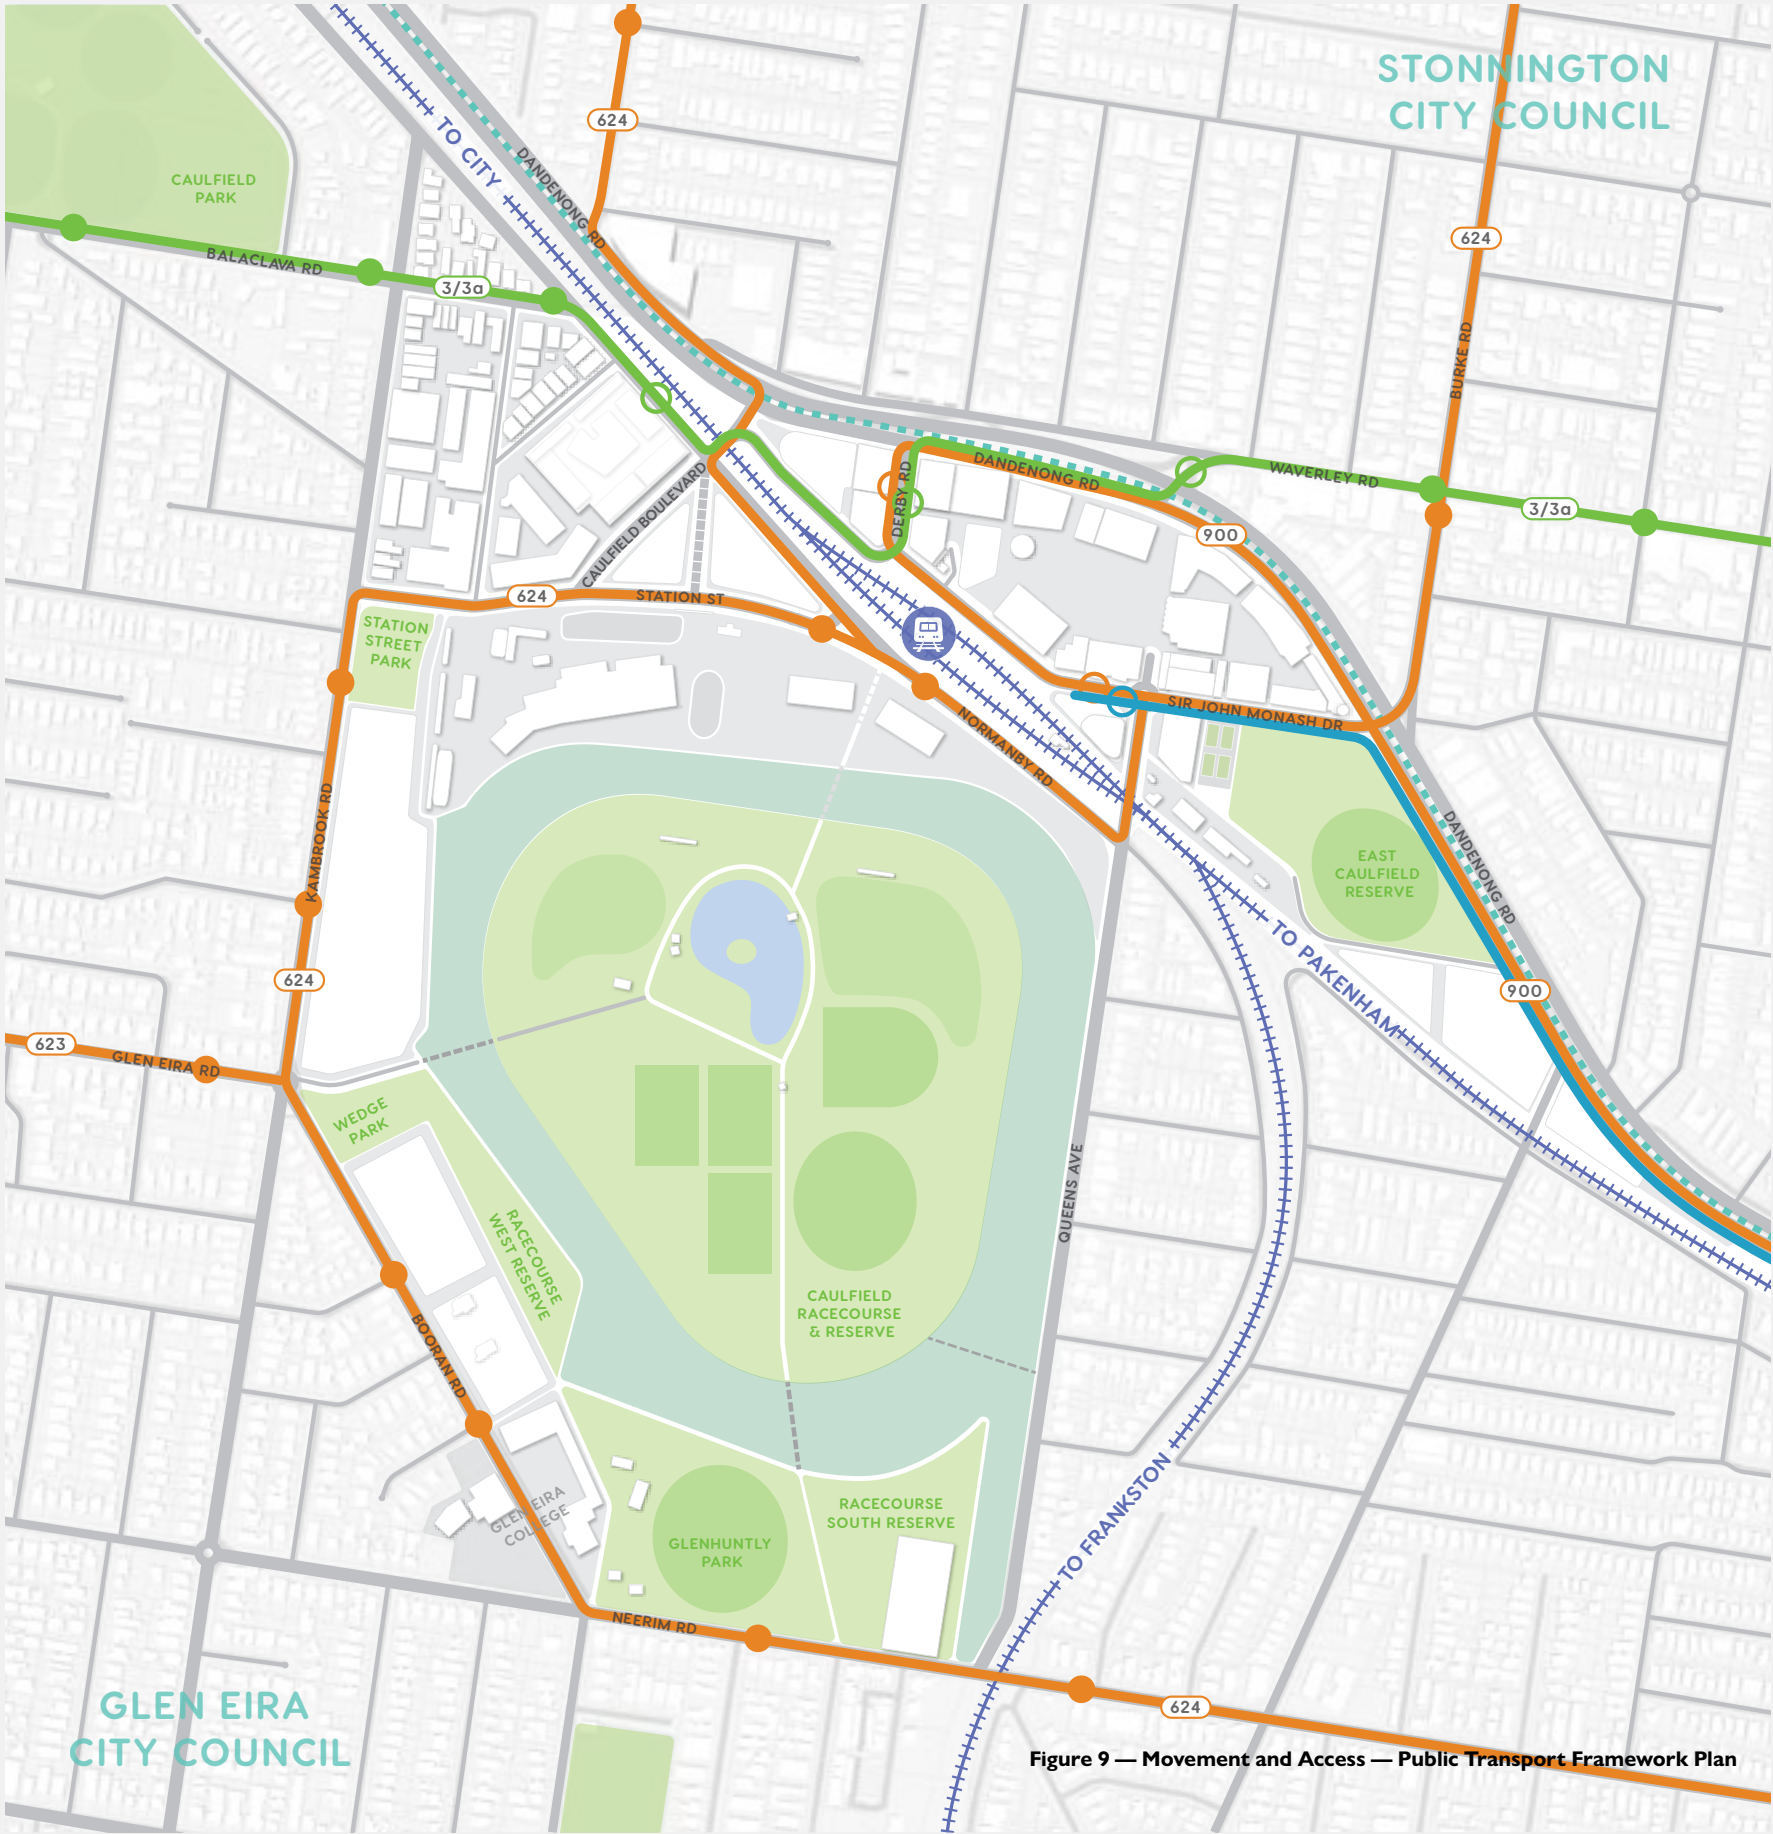 STONNINGTON
CITY COUNCIL
624
TO CITY
DANDENONG RD
CAULFIELD
PARK
BALACLAVA RD
3/3a
624
BURKE RD
DANDENONG RD
WAVERLEY RD
3/3a
DERBY RD
900
CAULFIELD BOULEVARD
624
STATION ST
STATION
STREET
PARK
SIR JOHN MONASH DR
NORMANBY RD
KAMBROOK RD
DANDENONG RD
EAST
CAULFIELD
RESERVE
TO PAKENHAM
624
900
623
GLEN EIRA RD
WEDGE
PARK
QUEENS AVE
RACECOURSE
WEST RESERVE
CAULFIELD
RACECOURSE
& RESERVE
BOORAN RD
GLEN EIRA
COLLEGE
RACECOURSE
SOUTH RESERVE
GLENHUNTLY
PARK
TO FRANKSTON
NEERIM RD
624
GLEN EIRA
CITY COUNCIL
Figure 9 — Movement and Access — Public Transport Framework Plan